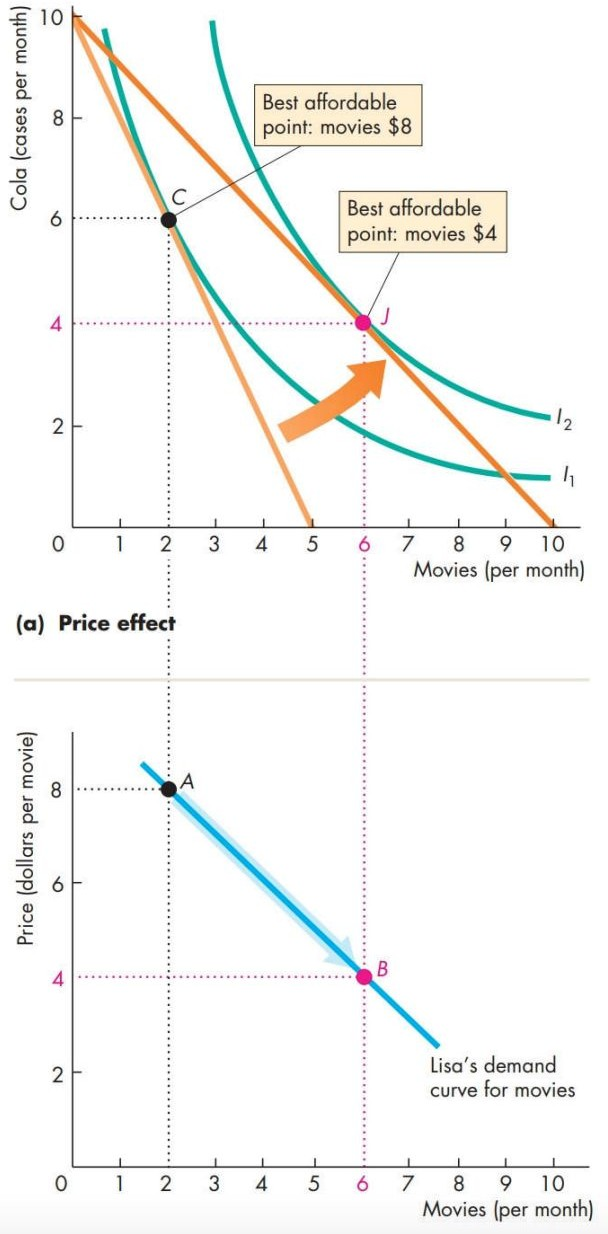 Cola (cases per month)
10
8
6
4
2
0
Best affordable
point: movies $8
C
Best affordable
point: movies $4
J
I2
I1
1 2 3 4 5 6 7 8 9 10
Movies (per month)
(a) Price effect
Price (dollars per movie)
8
6
4
2
0
A
B
Lisa's demand
curve for movies
1 2 3 4 5 6 7 8 9 10
Movies (per month)